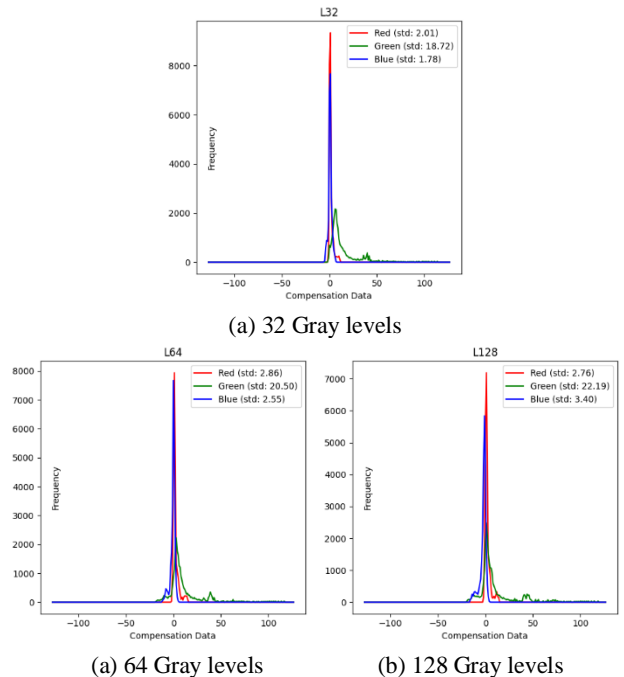 L32
Red (std: 2.01)
Green (std: 18.72)
Blue (std: 1.78)
Frequency
8000
6000
4000
2000
0
−100 −50 0 50 100
Compensation Data
(a) 32 Gray levels
L64
Red (std: 2.86)
Green (std: 20.50)
Blue (std: 2.55)
Frequency
8000
7000
6000
5000
4000
3000
2000
1000
0
−100 −50 0 50 100
Compensation Data
(a) 64 Gray levels
L128
Red (std: 2.76)
Green (std: 22.19)
Blue (std: 3.40)
Frequency
7000
6000
5000
4000
3000
2000
1000
0
−100 −50 0 50 100
Compensation Data
(b) 128 Gray levels